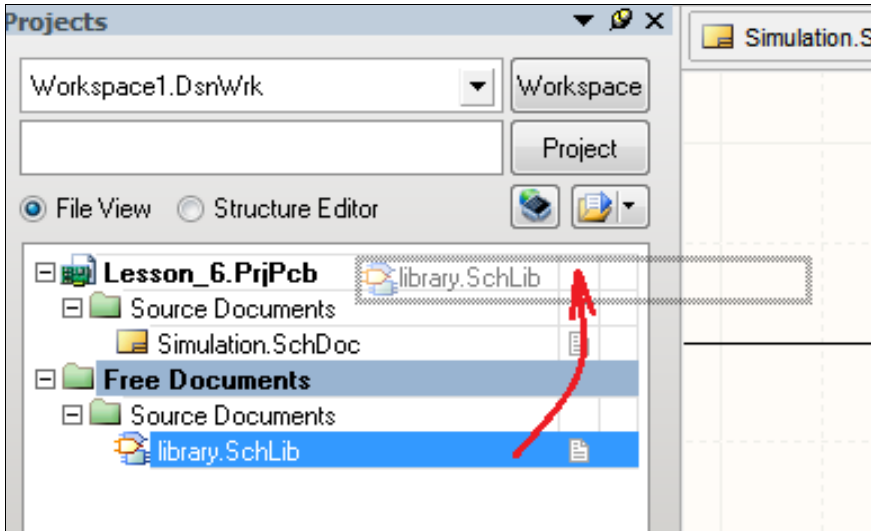 Projects
Simulation.S
Workspace1.DsnWrk
Workspace
Project
File View
Structure Editor
Lesson_6.PrjPcb
library.SchLib
Source Documents
Simulation.SchDoc
Free Documents
Source Documents
library.SchLib